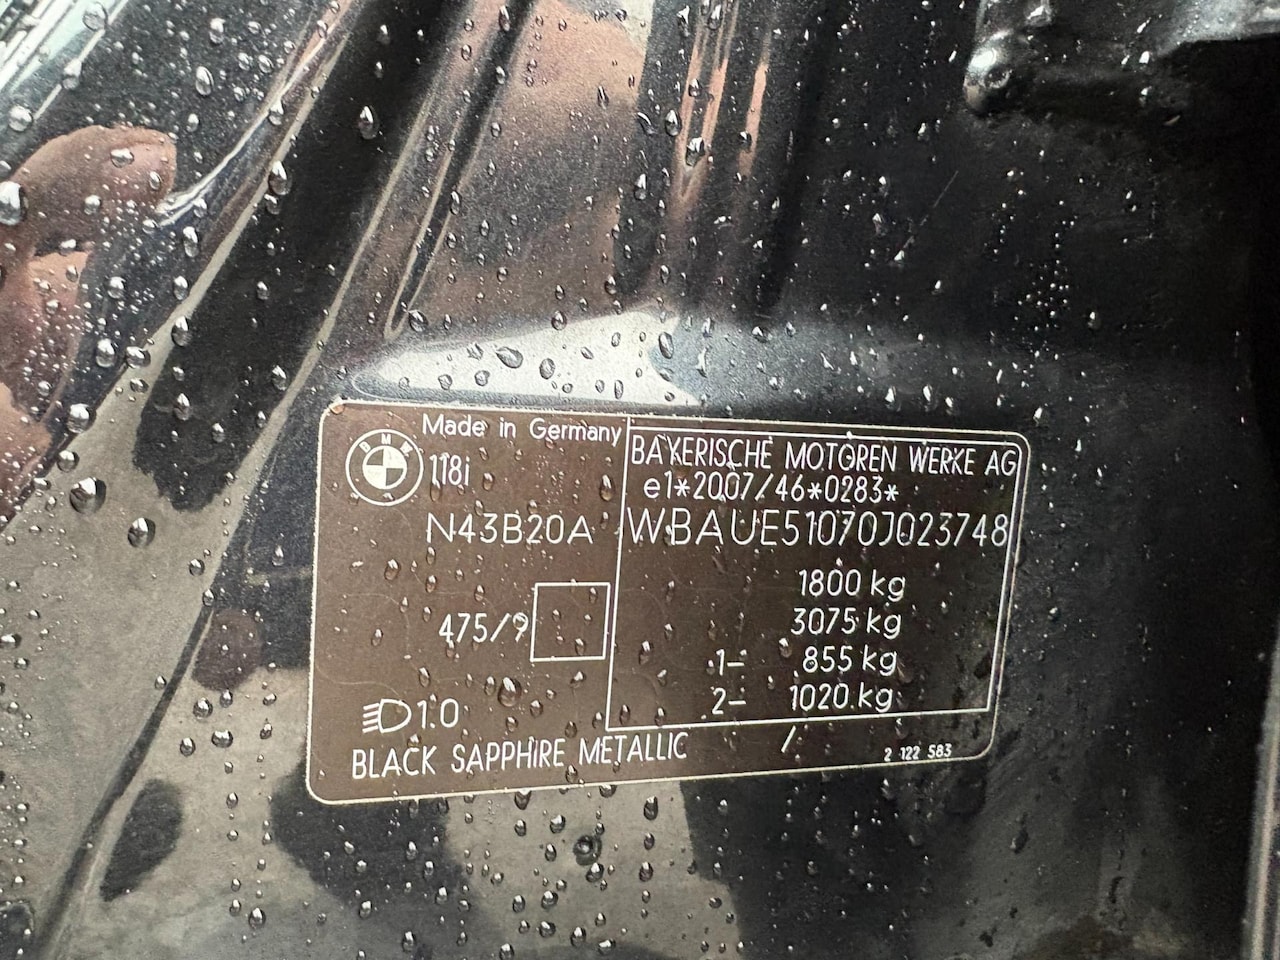 Made in Germany
BMW
118i
N43B20A
475/9
1.0
BLACK SAPPHIRE METALLIC /
BAYERISCHE MOTOREN WERKE AG
e1*2007/46*0283*
WBAUE51070J023748
1800 kg
3075 kg
1- 855 kg
2- 1020 kg
2 122 583